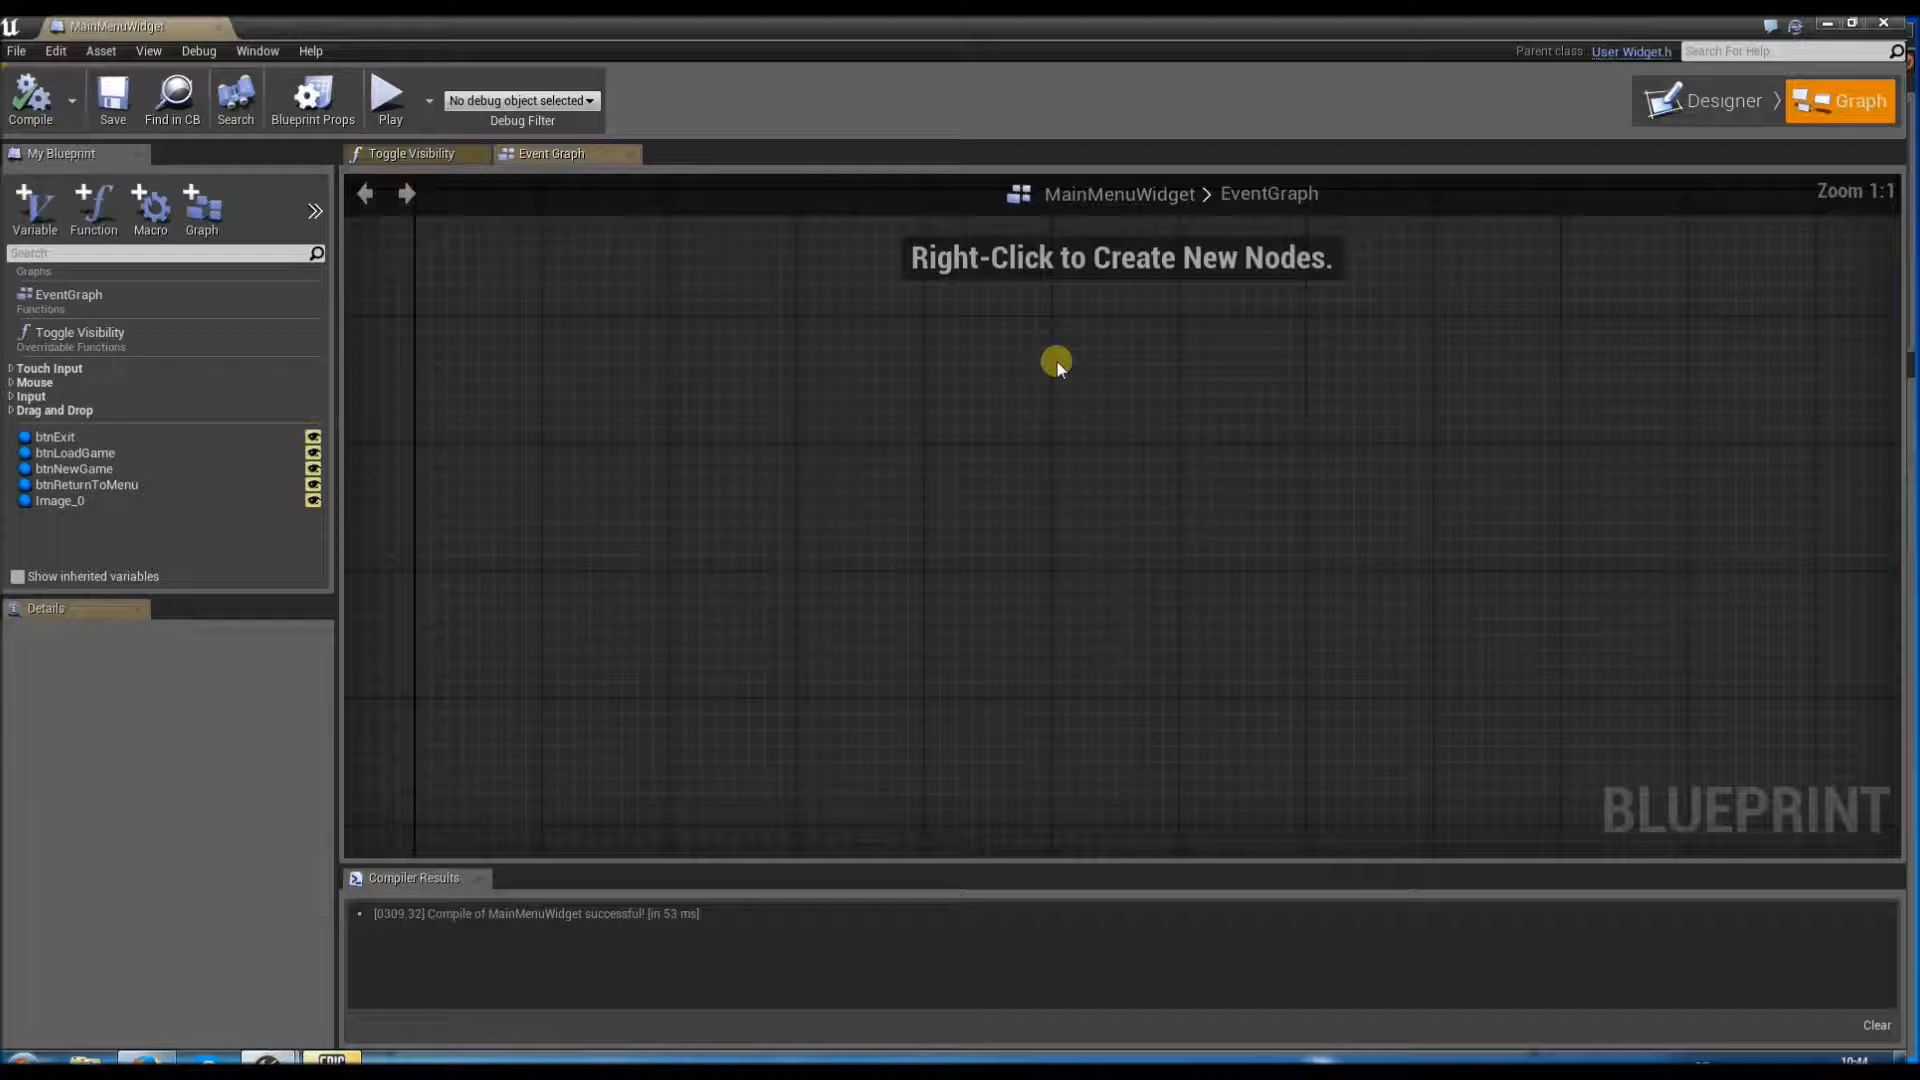 MainMenuWidget
File Edit Asset View Debug Window Help
Parent class: User Widget.h Search For Help
Compile Save Find in CB Search Blueprint Props Play
No debug object selected
Debug Filter
Designer Graph
My Blueprint
Toggle Visibility Event Graph
Variable Function Macro Graph
MainMenuWidget > EventGraph
Zoom 1:1
Search
Right-Click to Create New Nodes.
Graphs
EventGraph
Functions
Toggle Visibility
Overridable Functions
Touch Input
Mouse
Input
Drag and Drop
btnExit
btnLoadGame
btnNewGame
btnReturnToMenu
Image_0
Show inherited variables
Details
BLUEPRINT
Compiler Results
[0309.32] Compile of MainMenuWidget successful! [in 53 ms]
Clear
10:44